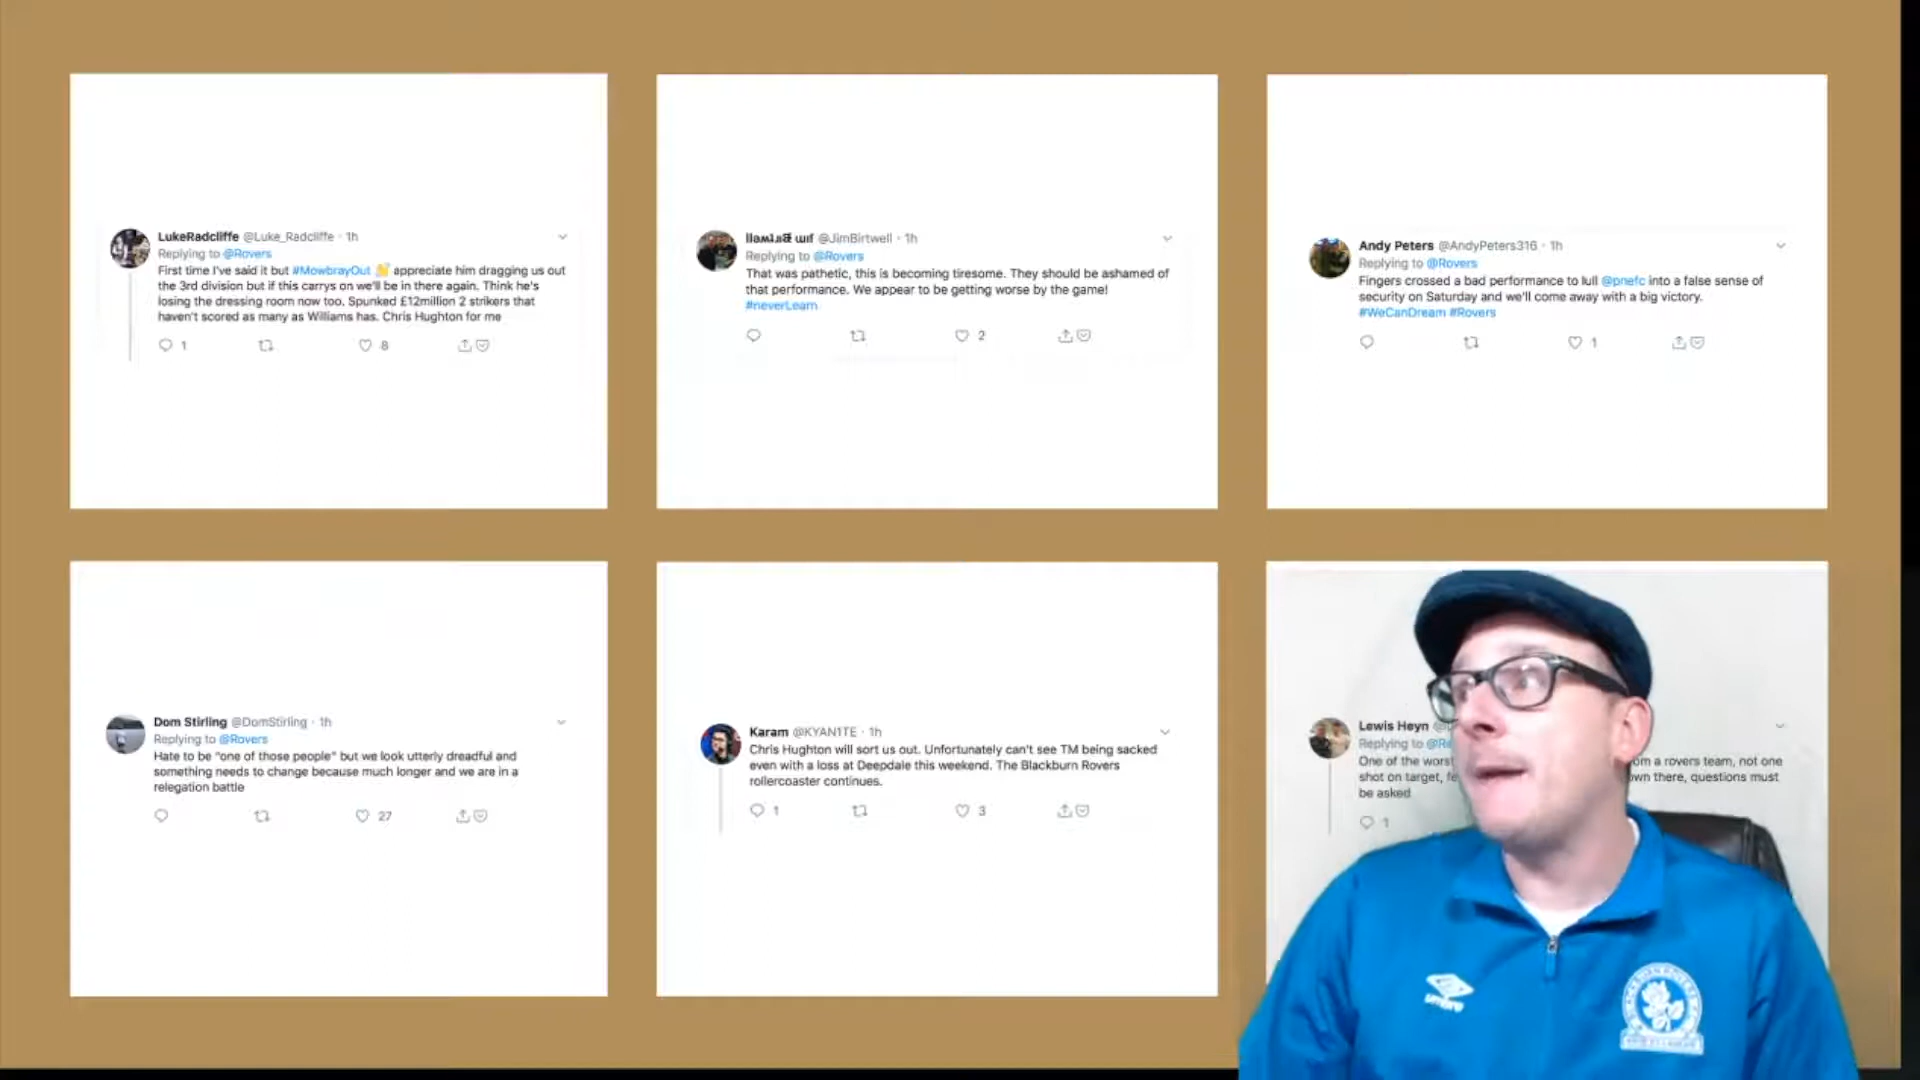 LukeRadcliffe @Luke_Radcliffe · 1h
Replying to @Rovers
First time I've said it but #MowbrayOut 👋 appreciate him dragging us out
the 3rd division but if this carrys on we'll be in there again. Think he's
losing the dressing room now too. Spunked £12million 2 strikers that
haven't scored as many as Williams has. Chris Hughton for me
1 8
@JimBirtwell · 1h
Replying to @Rovers
That was pathetic, this is becoming tiresome. They should be ashamed of
that performance. We appear to be getting worse by the game!
#neverLearn
2
Andy Peters @AndyPeters316 · 1h
Replying to @Rovers
Fingers crossed a bad performance to lull @pnefc into a false sense of
security on Saturday and we'll come away with a big victory.
#WeCanDream #Rovers
1
Dom Stirling @DomStirling · 1h
Replying to @Rovers
Hate to be "one of those people" but we look utterly dreadful and
something needs to change because much longer and we are in a
relegation battle
27
Karam @KYAN1TE · 1h
Chris Hughton will sort us out. Unfortunately can't see TM being sacked
even with a loss at Deepdale this weekend. The Blackburn Rovers
rollercoaster continues.
1 3
Lewis Heyn
Replying to
One of the worst a rovers team, not one
shot on target, there, questions must
be asked
1
umbro